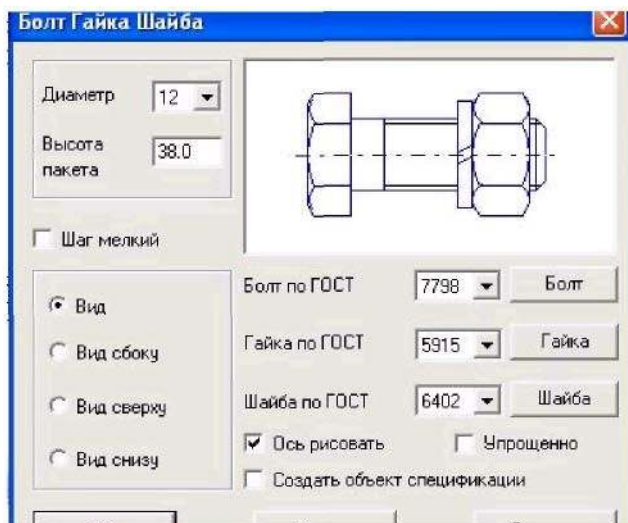 Болт Гайка Шайба
Диаметр 12
Высота пакета 38.0
Шаг мелкий
Вид
Вид сбоку
Вид сверху
Вид снизу
Болт по ГОСТ 7798 Болт
Гайка по ГОСТ 5915 Гайка
Шайба по ГОСТ 6402 Шайба
Ось рисовать Упрощенно
Создать объект спецификации